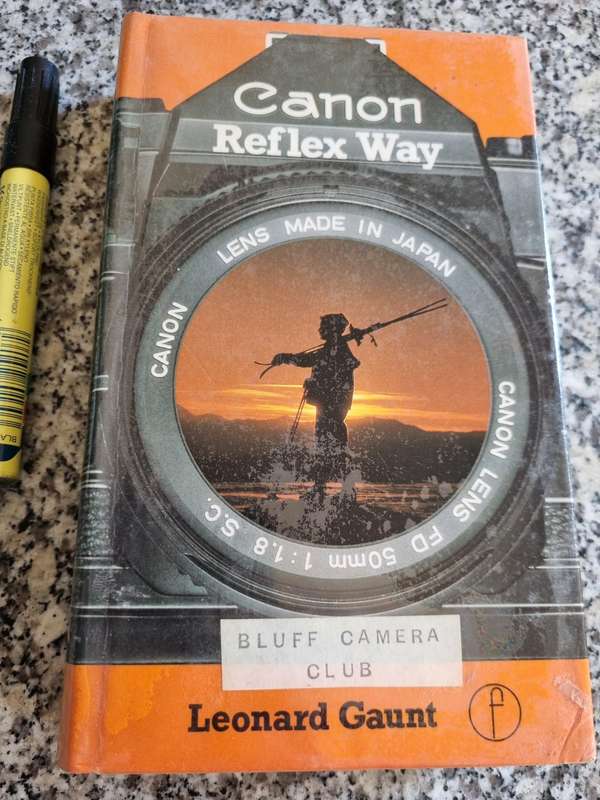 Canon
Reflex Way
CANON LENS MADE IN JAPAN
CANON LENS FD 50mm 1:1.8 S.C.
BLUFF CAMERA
CLUB
Leonard Gaunt
f
BLA